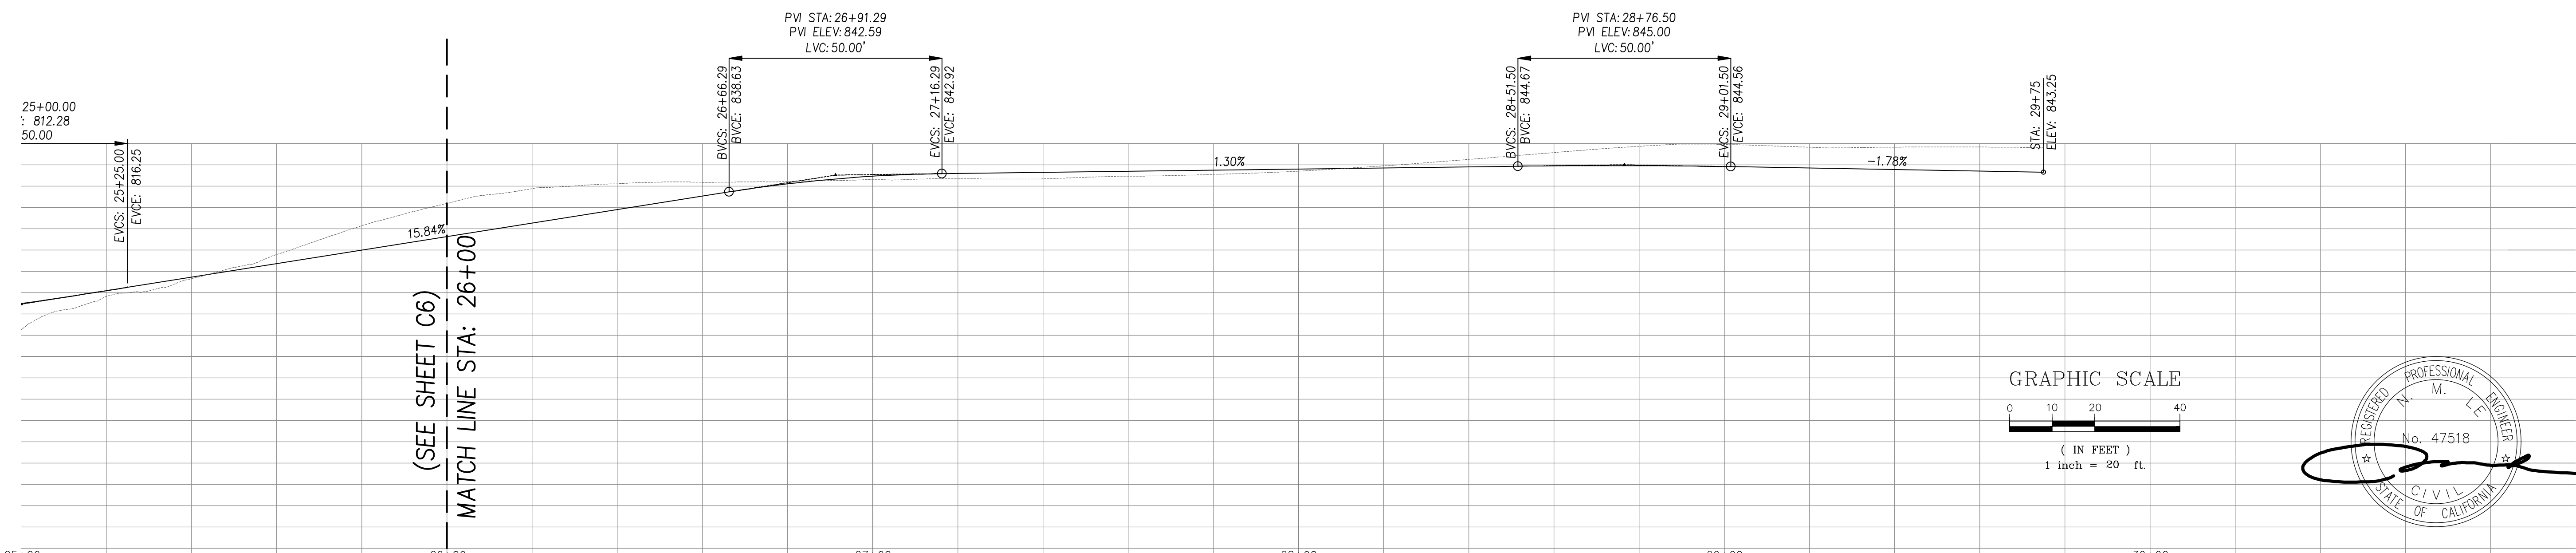 PVI STA: 26+91.29
PVI ELEV: 842.59
LVC: 50.00'
PVI STA: 28+76.50
PVI ELEV: 845.00
LVC: 50.00'
25+00.00
: 812.28
50.00
EVCS: 25+25.00
EVCE: 816.25
BVCS: 26+66.29
BVCE: 838.63
EVCS: 27+16.29
EVCE: 842.92
BVCS: 28+51.50
BVCE: 844.67
EVCS: 29+01.50
EVCE: 844.56
STA: 29+75
ELEV: 843.25
15.84%
1.30%
-1.78%
(SEE SHEET C6)
MATCH LINE STA: 26+00
GRAPHIC SCALE
0 10 20 40
( IN FEET )
1 inch = 20 ft.
REGISTERED PROFESSIONAL ENGINEER
N. M. LE
No. 47518
CIVIL
STATE OF CALIFORNIA